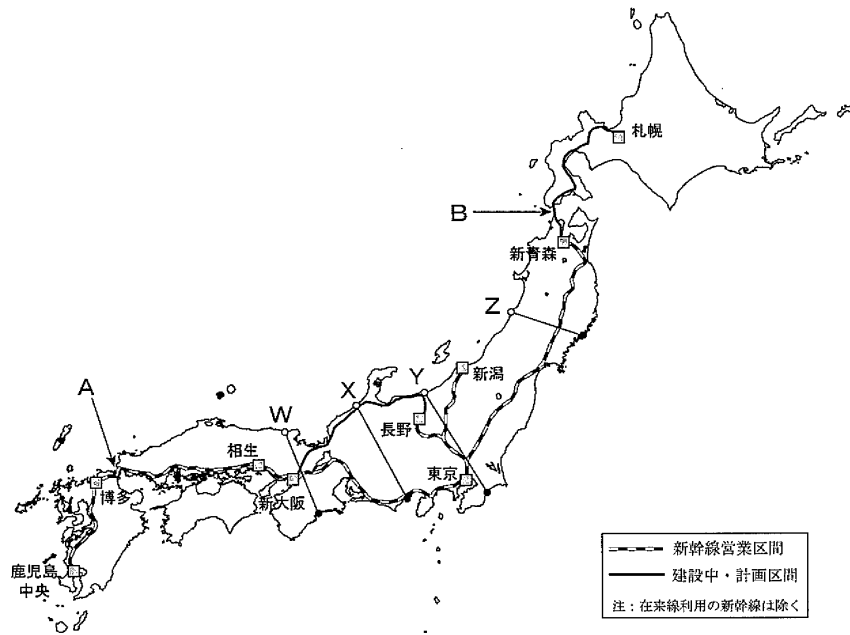 札幌
B
新青森
Z
新潟
Y
X
A
W
長野
相生
東京
新大阪
博多
鹿児島
中央
新幹線営業区間
建設中・計画区間
注：在来線利用の新幹線は除く